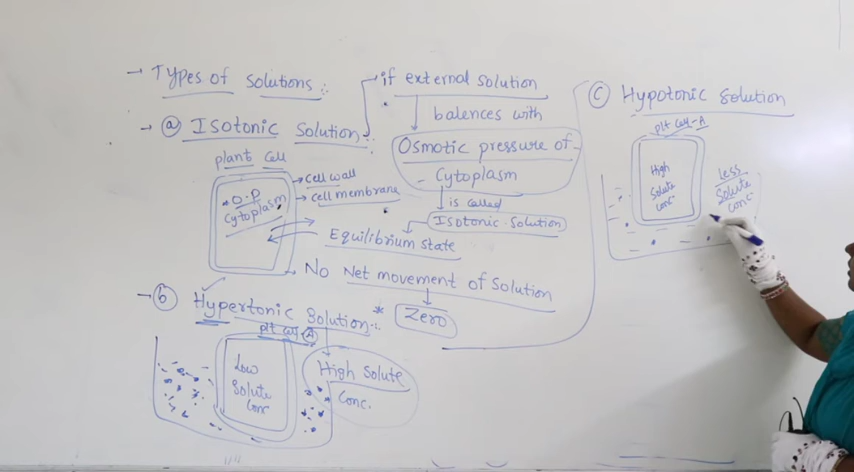 → Types of Solutions :.
→ ⓐ Isotonic Solution :.
plant cell
→ cell wall
→ cell membrane
O.P
cytoplasm
if external solution
balences with
Osmotic pressure of
Cytoplasm
is called
Isotonic Solution
Equilibrium state
→ No Net movement of Solution
Zero
→ ⓑ Hypertonic Solution :.
*
plt cell - A
Low
Solute
Conc
High Solute
Conc.
ⓒ Hypotonic Solution
plt cell - A
High
Solute
Conc
Less
Solute
Conc.